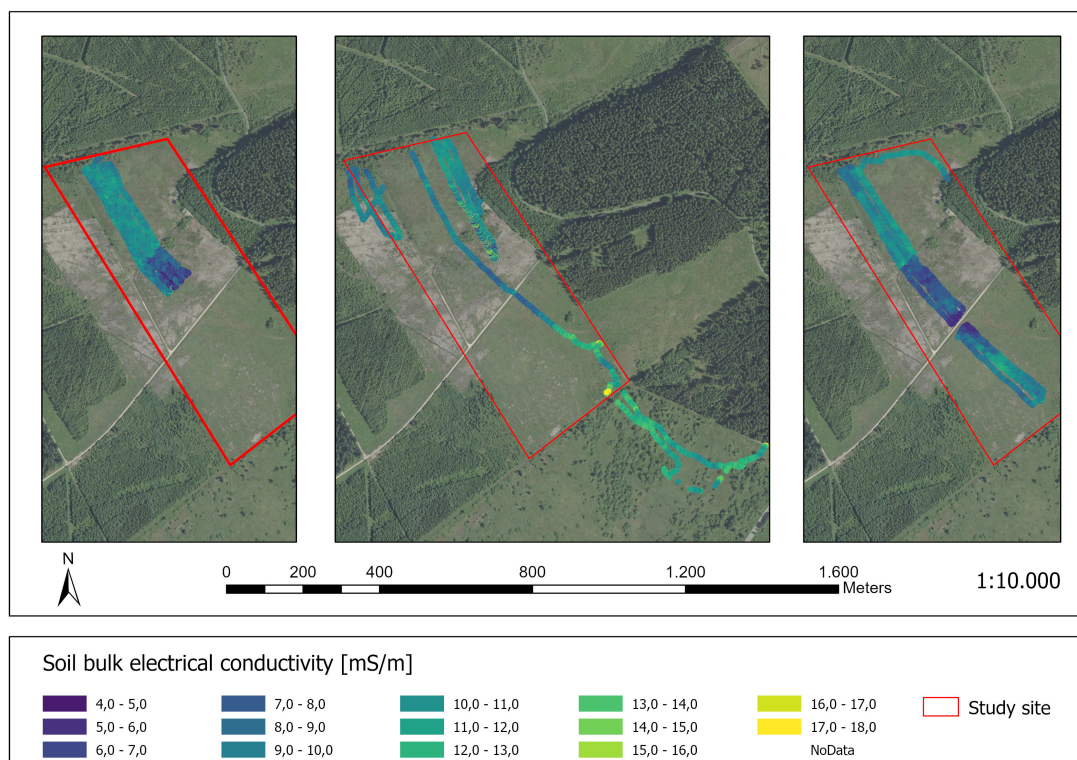 N
0 200 400 800 1.200 1.600
Meters
1:10.000
Soil bulk electrical conductivity [mS/m]
4,0 - 5,0 7,0 - 8,0 10,0 - 11,0 13,0 - 14,0 16,0 - 17,0 Study site
5,0 - 6,0 8,0 - 9,0 11,0 - 12,0 14,0 - 15,0 17,0 - 18,0
6,0 - 7,0 9,0 - 10,0 12,0 - 13,0 15,0 - 16,0 NoData